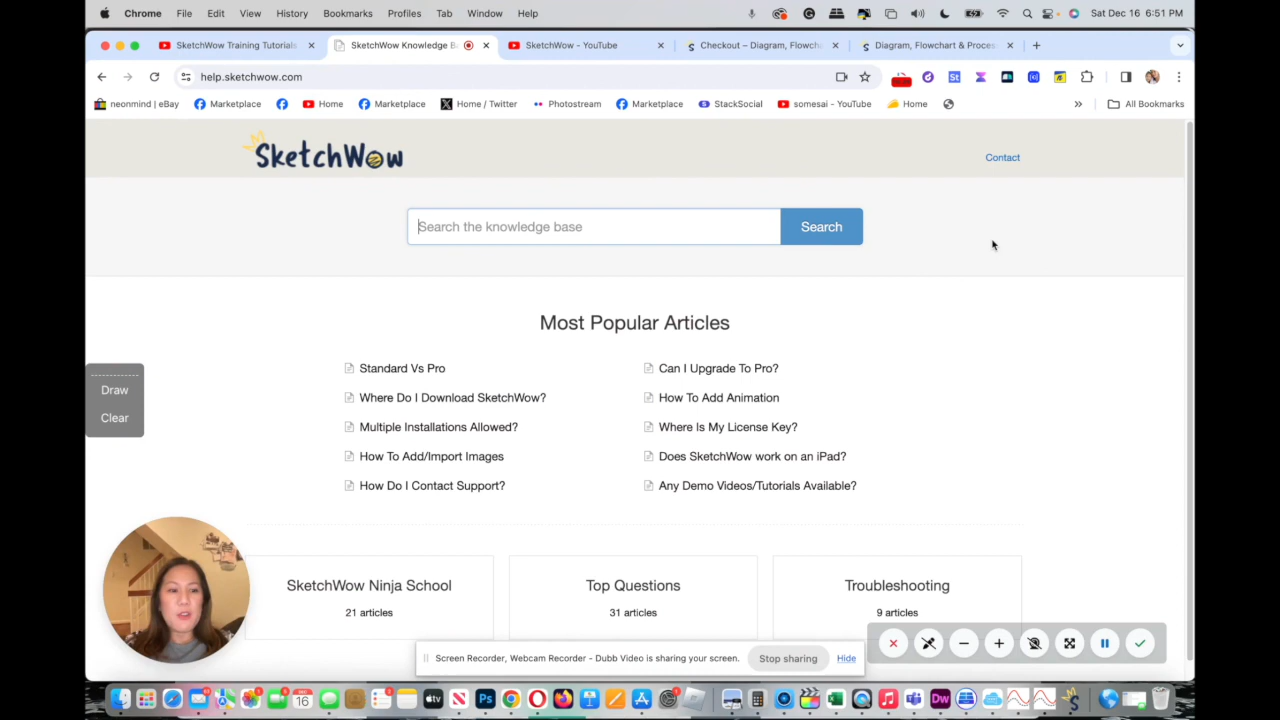 Chrome File Edit View History Bookmarks Profiles Tab Window Help Sat Dec 16 6:51 PM
SketchWow Training Tutorials SketchWow Knowledge B SketchWow - YouTube Checkout – Diagram, Flowch Diagram, Flowchart & Proces
help.sketchwow.com
neonmind | eBay Marketplace Home Marketplace Home / Twitter Photostream Marketplace StackSocial somesai - YouTube Home » All Bookmarks
SketchWow
Contact
Search the knowledge base
Search
Most Popular Articles
Standard Vs Pro
Can I Upgrade To Pro?
Where Do I Download SketchWow?
How To Add Animation
Multiple Installations Allowed?
Where Is My License Key?
How To Add/Import Images
Does SketchWow work on an iPad?
How Do I Contact Support?
Any Demo Videos/Tutorials Available?
Draw
Clear
SketchWow Ninja School
21 articles
Top Questions
31 articles
Troubleshooting
9 articles
Screen Recorder, Webcam Recorder - Dubb Video is sharing your screen. Stop sharing Hide